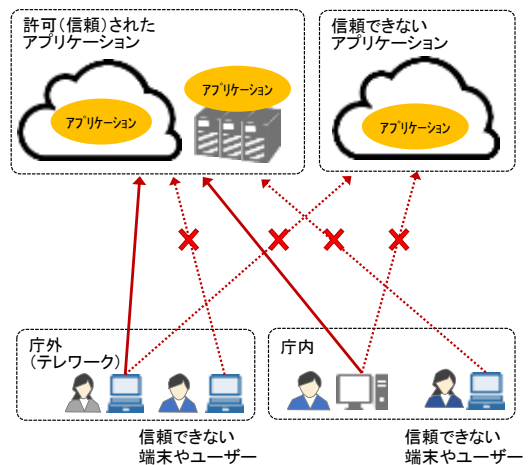 許可（信頼）された
アプリケーション
信頼できない
アプリケーション
アプリケーション
アプリケーション
アプリケーション
庁外
（テレワーク）
庁内
信頼できない
端末やユーザー
信頼できない
端末やユーザー